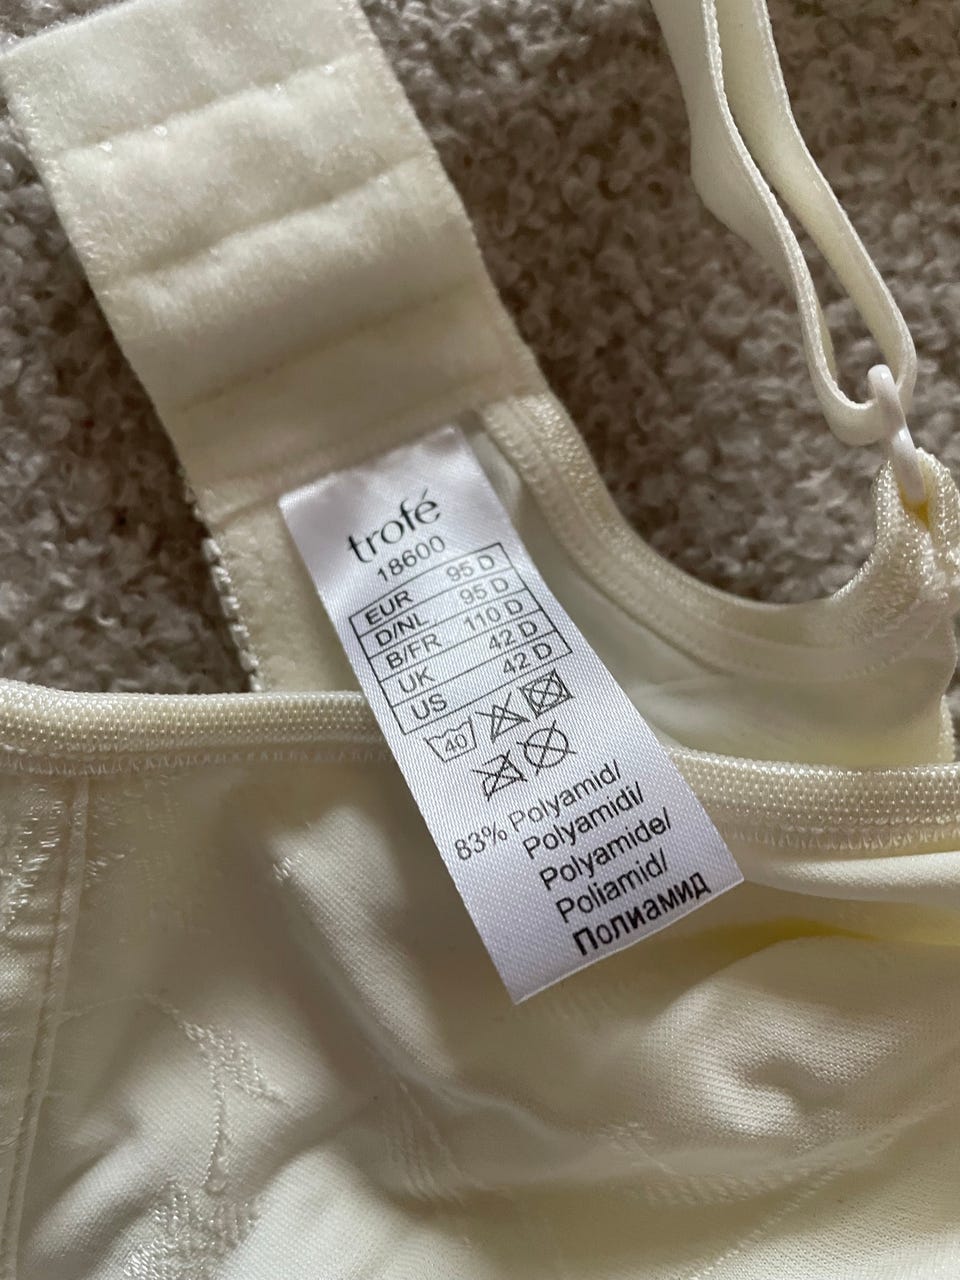 trofé
18600
EUR 95 D
D/NL 95 D
B/FR 110 D
UK 42 D
US 42 D
40
83% Polyamid/
Polyamidi/
Polyamide/
Poliamid/
Полиамид